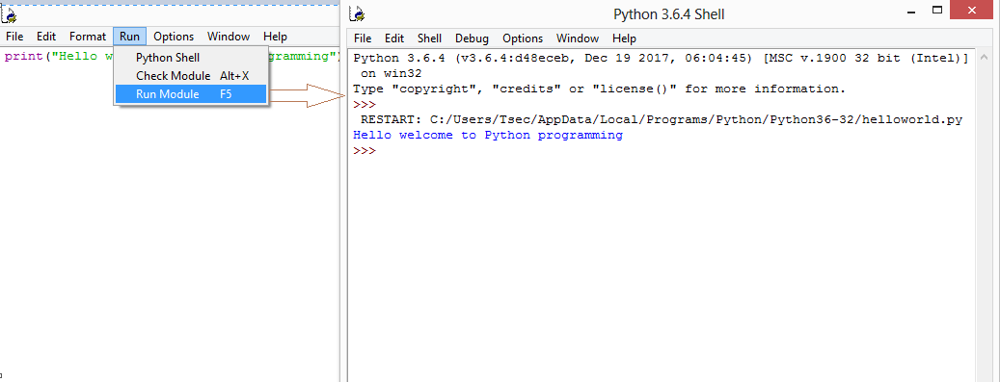 File Edit Format Run Options Window Help
print("Hello w gramming")
Python Shell
Check Module Alt+X
Run Module F5
Python 3.6.4 Shell
File Edit Shell Debug Options Window Help
Python 3.6.4 (v3.6.4:d48eceb, Dec 19 2017, 06:04:45) [MSC v.1900 32 bit (Intel)]
on win32
Type "copyright", "credits" or "license()" for more information.
>>>
RESTART: C:/Users/Tsec/AppData/Local/Programs/Python/Python36-32/helloworld.py
Hello welcome to Python programming
>>>